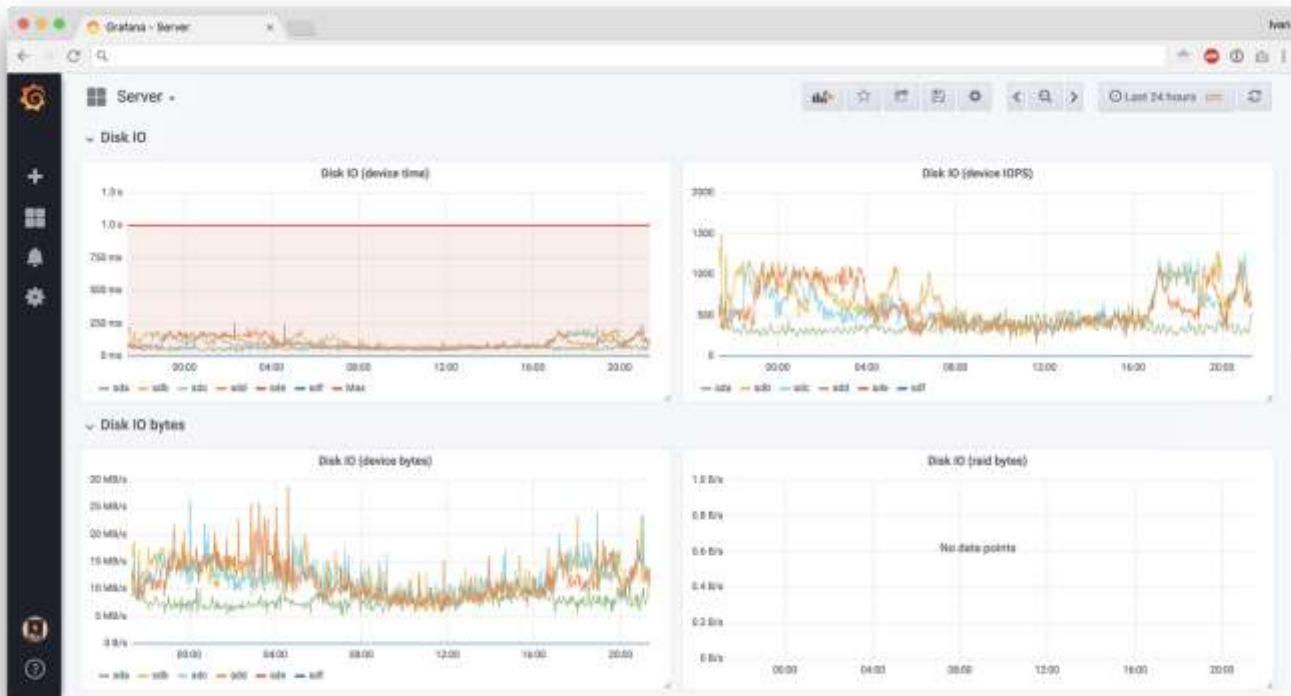 Grafana - Server
Ivan
Server
Last 24 hours
Disk IO
Disk IO (device time)
1.3 s
1.0 s
750 ms
500 ms
250 ms
0 ms
00:00 04:00 08:00 12:00 16:00 20:00
sda sdb sdc sdd sde sdf Max
Disk IO (device IOPS)
2000
1500
1000
500
0
00:00 04:00 08:00 12:00 16:00 20:00
sda sdb sdc sdd sde sdf
Disk IO bytes
Disk IO (device bytes)
30 MB/s
25 MB/s
20 MB/s
15 MB/s
10 MB/s
5 MB/s
0 B/s
00:00 04:00 08:00 12:00 16:00 20:00
sda sdb sdc sdd sde sdf
Disk IO (raid bytes)
1.0 B/s
0.8 B/s
0.6 B/s
0.4 B/s
0.2 B/s
0 B/s
No data points
00:00 04:00 08:00 12:00 16:00 20:00